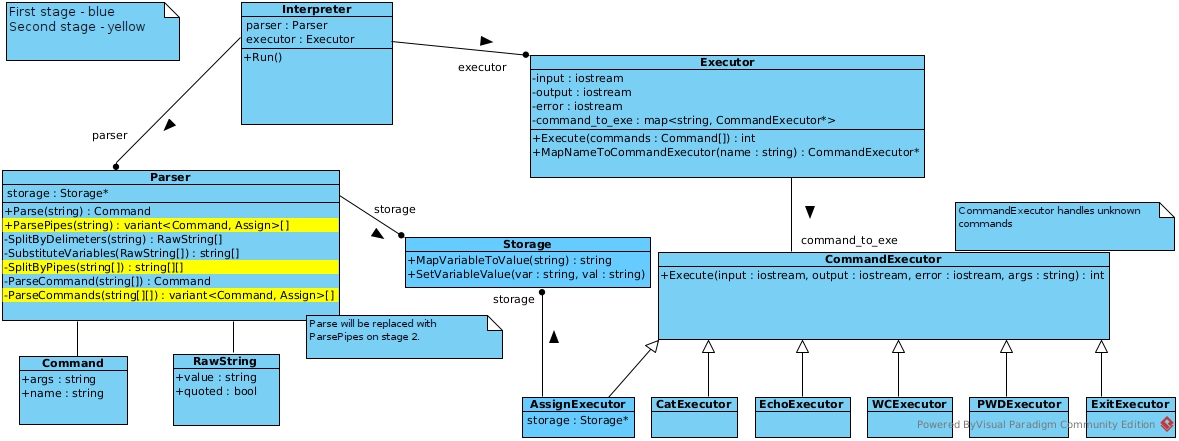 First stage - blue
Second stage - yellow
Interpreter
parser : Parser
executor : Executor
+Run()
executor
parser
Executor
-input : iostream
-output : iostream
-error : iostream
-command_to_exe : map<string, CommandExecutor*>
+Execute(commands : Command[]) : int
+MapNameToCommandExecutor(name : string) : CommandExecutor*
Parser
storage : Storage*
+Parse(string) : Command
+ParsePipes(string) : variant<Command, Assign>[]
-SplitByDelimeters(string) : RawString[]
-SubstituteVariables(RawString[]) : string[]
-SplitByPipes(string[]) : string[][]
-ParseCommand(string[]) : Command
-ParseCommands(string[][]) : variant<Command, Assign>[]
storage
Storage
+MapVariableToValue(string) : string
+SetVariableValue(var : string, val : string)
storage
command_to_exe
CommandExecutor handles unknown
commands
CommandExecutor
+Execute(input : iostream, output : iostream, error : iostream, args : string) : int
Parse will be replaced with
ParsePipes on stage 2.
Command
+args : string
+name : string
RawString
+value : string
+quoted : bool
AssignExecutor
storage : Storage*
CatExecutor
EchoExecutor
WCExecutor
PWDExecutor
ExitExecutor
Powered ByVisual Paradigm Community Edition